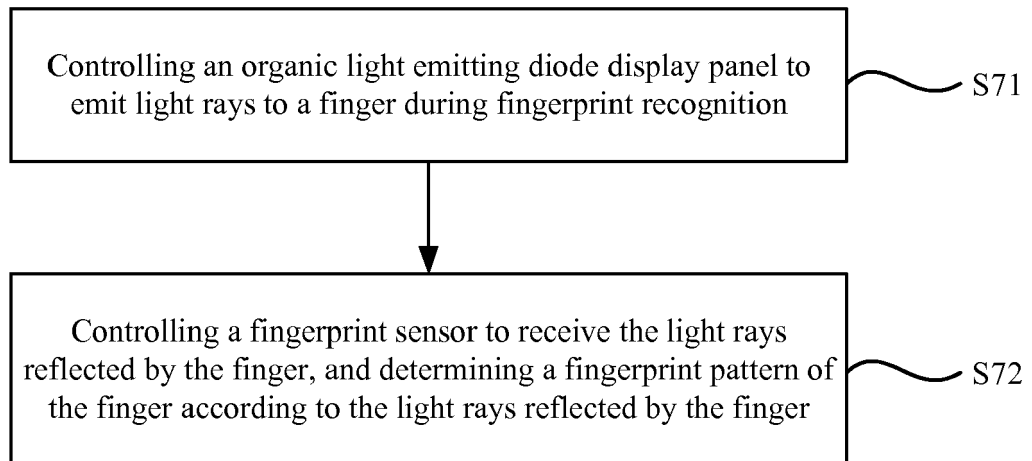 Controlling an organic light emitting diode display panel to
emit light rays to a finger during fingerprint recognition
S71
Controlling a fingerprint sensor to receive the light rays
reflected by the finger, and determining a fingerprint pattern of
the finger according to the light rays reflected by the finger
S72